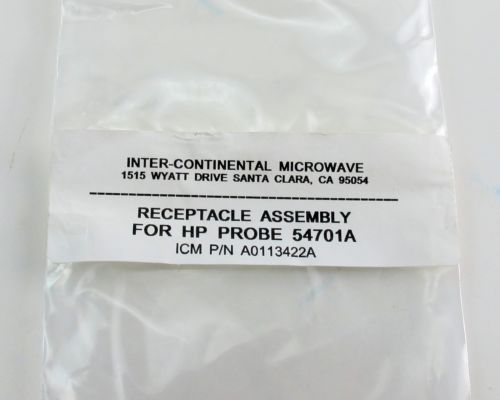 INTER-CONTINENTAL MICROWAVE
1515 WYATT DRIVE SANTA CLARA, CA 95054
RECEPTACLE ASSEMBLY
FOR HP PROBE 54701A
ICM P/N A0113422A